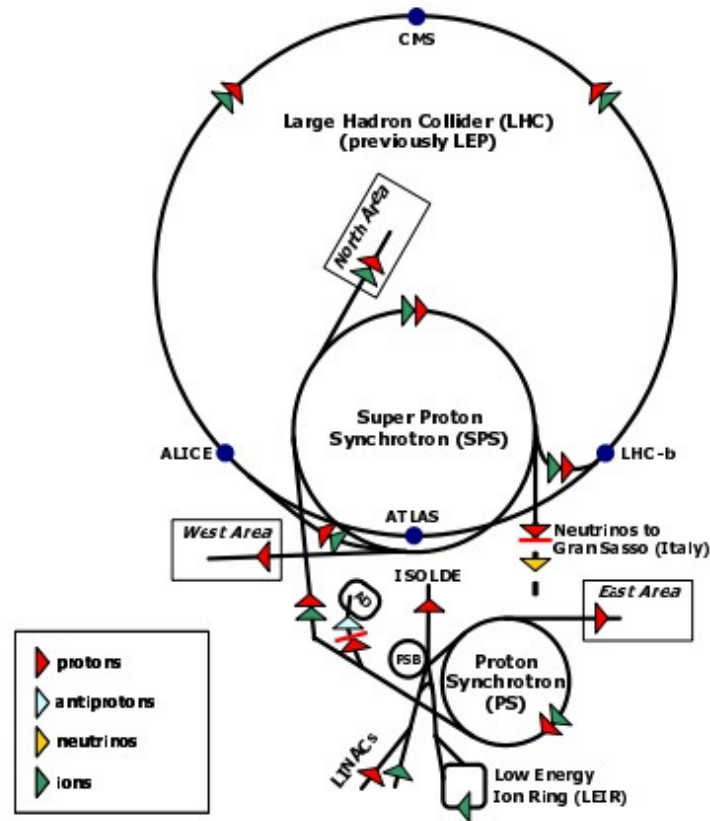 CMS
Large Hadron Collider (LHC)
(previously LEP)
North Area
Super Proton
Synchrotron (SPS)
ALICE
LHC-b
ATLAS
West Area
Neutrinos to
Gran Sasso (Italy)
ISOLDE
East Area
AD
PSB
Proton
Synchrotron
(PS)
LINACs
Low Energy
Ion Ring (LEIR)
protons
antiprotons
neutrinos
ions